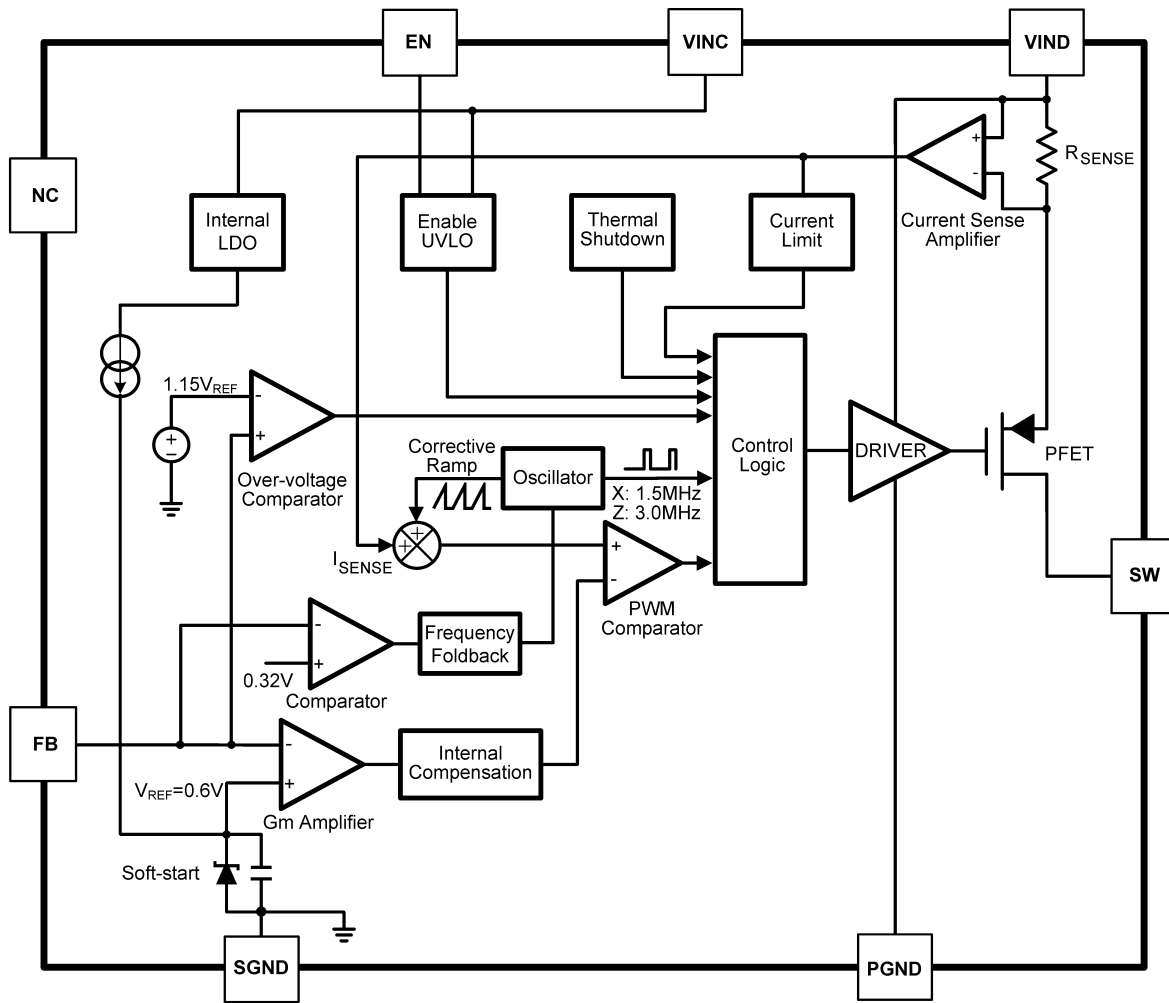 EN
VINC
VIND
NC
Internal
LDO
Enable
UVLO
Thermal
Shutdown
Current
Limit
+
-
Current Sense
Amplifier
RSENSE
1.15VREF
+
−
-
+
Over-voltage
Comparator
Corrective
Ramp
Oscillator
X: 1.5MHz
Z: 3.0MHz
Control
Logic
DRIVER
PFET
+
+
ISENSE
+
-
PWM
Comparator
SW
-
+
0.32V
Comparator
Frequency
Foldback
FB
-
+
VREF=0.6V
Gm Amplifier
Internal
Compensation
Soft-start
SGND
PGND